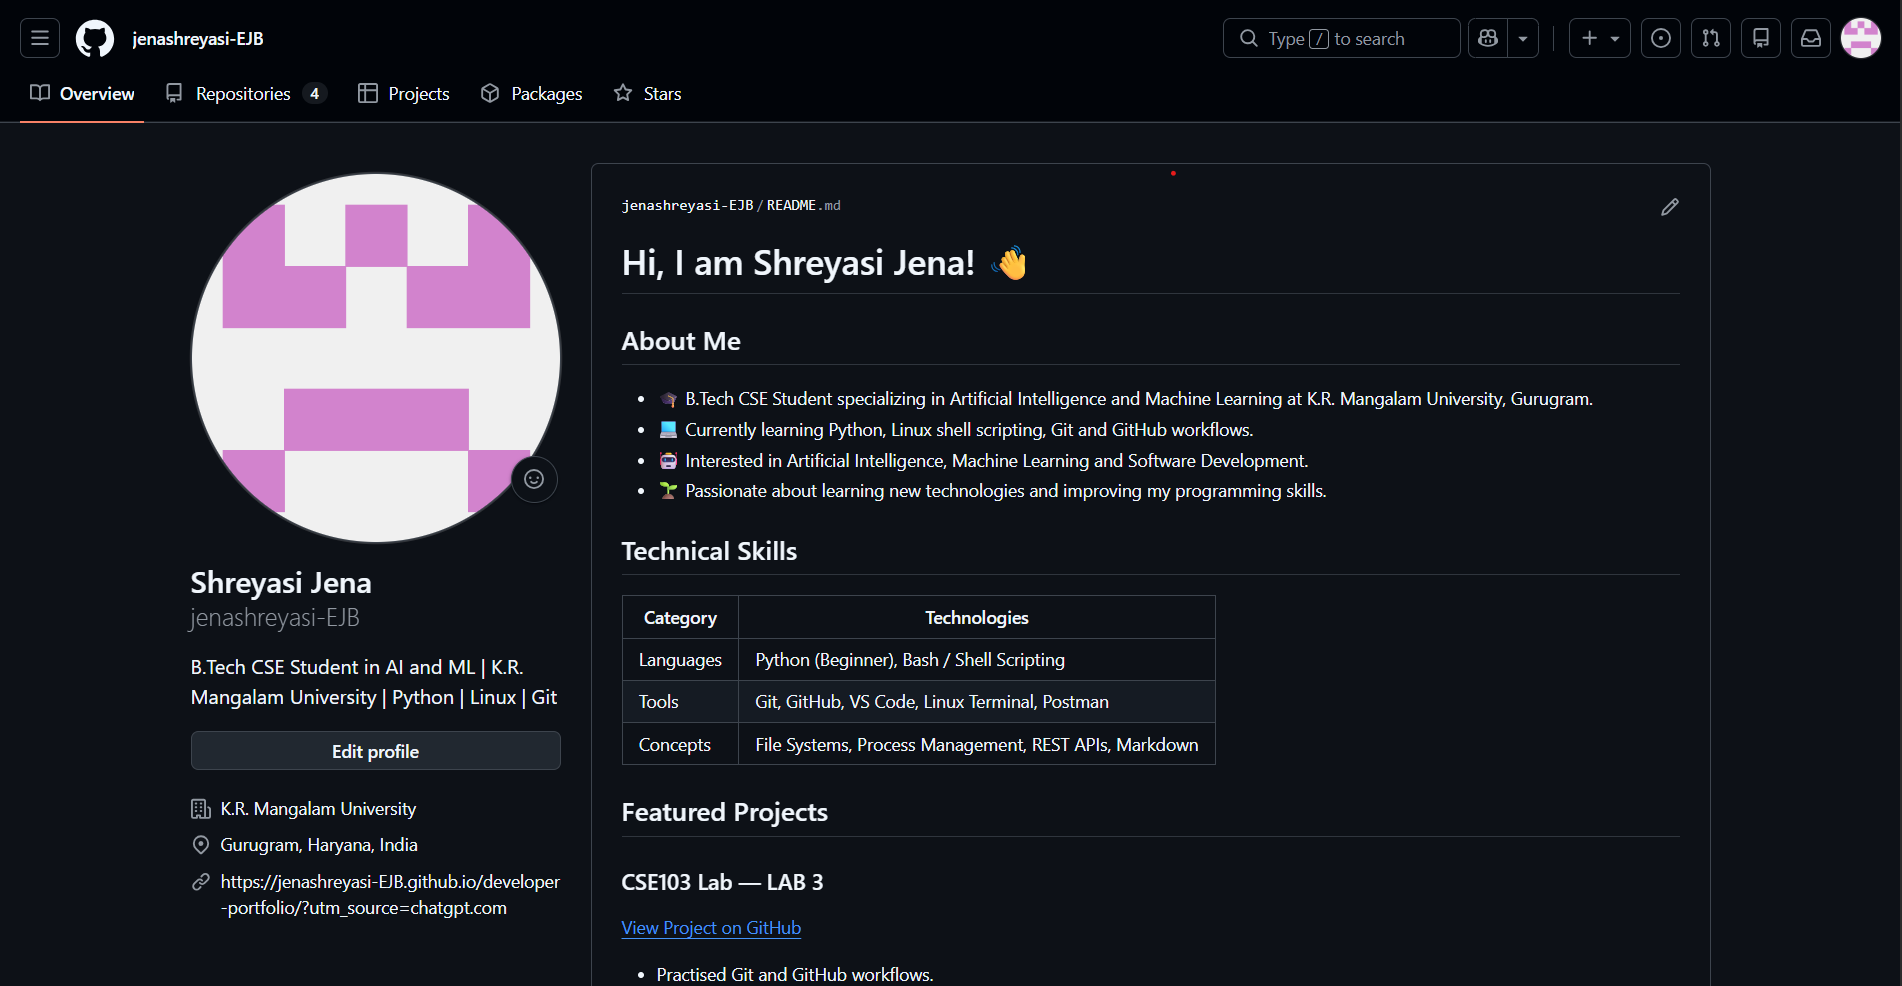 jenashreyasi-EJB
Type / to search
Overview
Repositories 4
Projects
Packages
Stars
jenashreyasi-EJB / README.md
Hi, I am Shreyasi Jena! 👋
About Me
🎓 B.Tech CSE Student specializing in Artificial Intelligence and Machine Learning at K.R. Mangalam University, Gurugram.
💻 Currently learning Python, Linux shell scripting, Git and GitHub workflows.
🤖 Interested in Artificial Intelligence, Machine Learning and Software Development.
🌱 Passionate about learning new technologies and improving my programming skills.
Technical Skills
Category Technologies
Languages Python (Beginner), Bash / Shell Scripting
Tools Git, GitHub, VS Code, Linux Terminal, Postman
Concepts File Systems, Process Management, REST APIs, Markdown
Featured Projects
CSE103 Lab — LAB 3
View Project on GitHub
Practised Git and GitHub workflows.
Shreyasi Jena
jenashreyasi-EJB
B.Tech CSE Student in AI and ML | K.R.
Mangalam University | Python | Linux | Git
Edit profile
K.R. Mangalam University
Gurugram, Haryana, India
https://jenashreyasi-EJB.github.io/developer
-portfolio/?utm_source=chatgpt.com